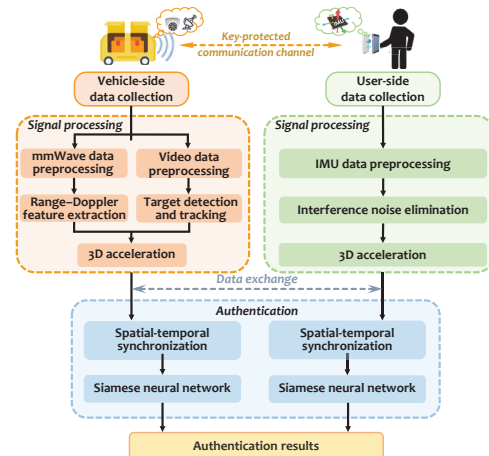 Key-protected
communication channel
Vehicle-side
data collection
User-side
data collection
Signal processing
mmWave data
preprocessing
Video data
preprocessing
Range–Doppler
feature extraction
Target detection
and tracking
3D acceleration
Signal processing
IMU data preprocessing
Interference noise elimination
3D acceleration
Data exchange
Authentication
Spatial-temporal
synchronization
Spatial-temporal
synchronization
Siamese neural network
Siamese neural network
Authentication results